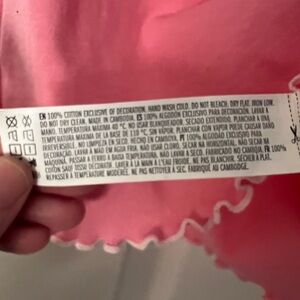 EN 100% COTTON EXCLUSIVE OF DECORATION. HAND WASH COLD. DO NOT BLEACH. DRY FLAT. IRON LOW.
DO NOT DRY CLEAN. MADE IN CAMBODIA. ES 100% ALGODÓN EXCLUSIVO POR DECORACIÓN. LAVAR A
MANO. TEMPERATURA MÁXIMA 40 °C. NO USAR BLANQUEADOR. SECADO EXTENDIDO. PLANCHAR A UNA
TEMPERATURA MÁXIMA DE LA BASE DE 110 °C, SIN VAPOR. PLANCHAR CON VAPOR PUEDE CAUSAR DAÑO
IRREVERSIBLE. NO LIMPIAR EN SECO. HECHO EN CAMBOYA.
100% ALGODÃO EXCLUSIVO DE DECORAÇÃO. LAVAR A MÃO EM ÁGUA FRIA. NÃO USAR CLORO. SECAR NA HORIZONTAL. NÃO SECAR NA
MÁQUINA. PASSAR A FERRO A BAIXA TEMPERATURA. NÃO LAVAR A SECO. FABRICADO NO CAMBOJA. FR 100%
COTON SAUF TISSU DÉCORATIF. LAVER À LA MAIN À L'EAU FROIDE. NE PAS BLANCHIR. SÉCHER À PLAT.
REPASSER À TEMPÉRATURE MODÉRÉE. NE PAS NETTOYER À SEC. FABRIQUÉ AU CAMBODGE.